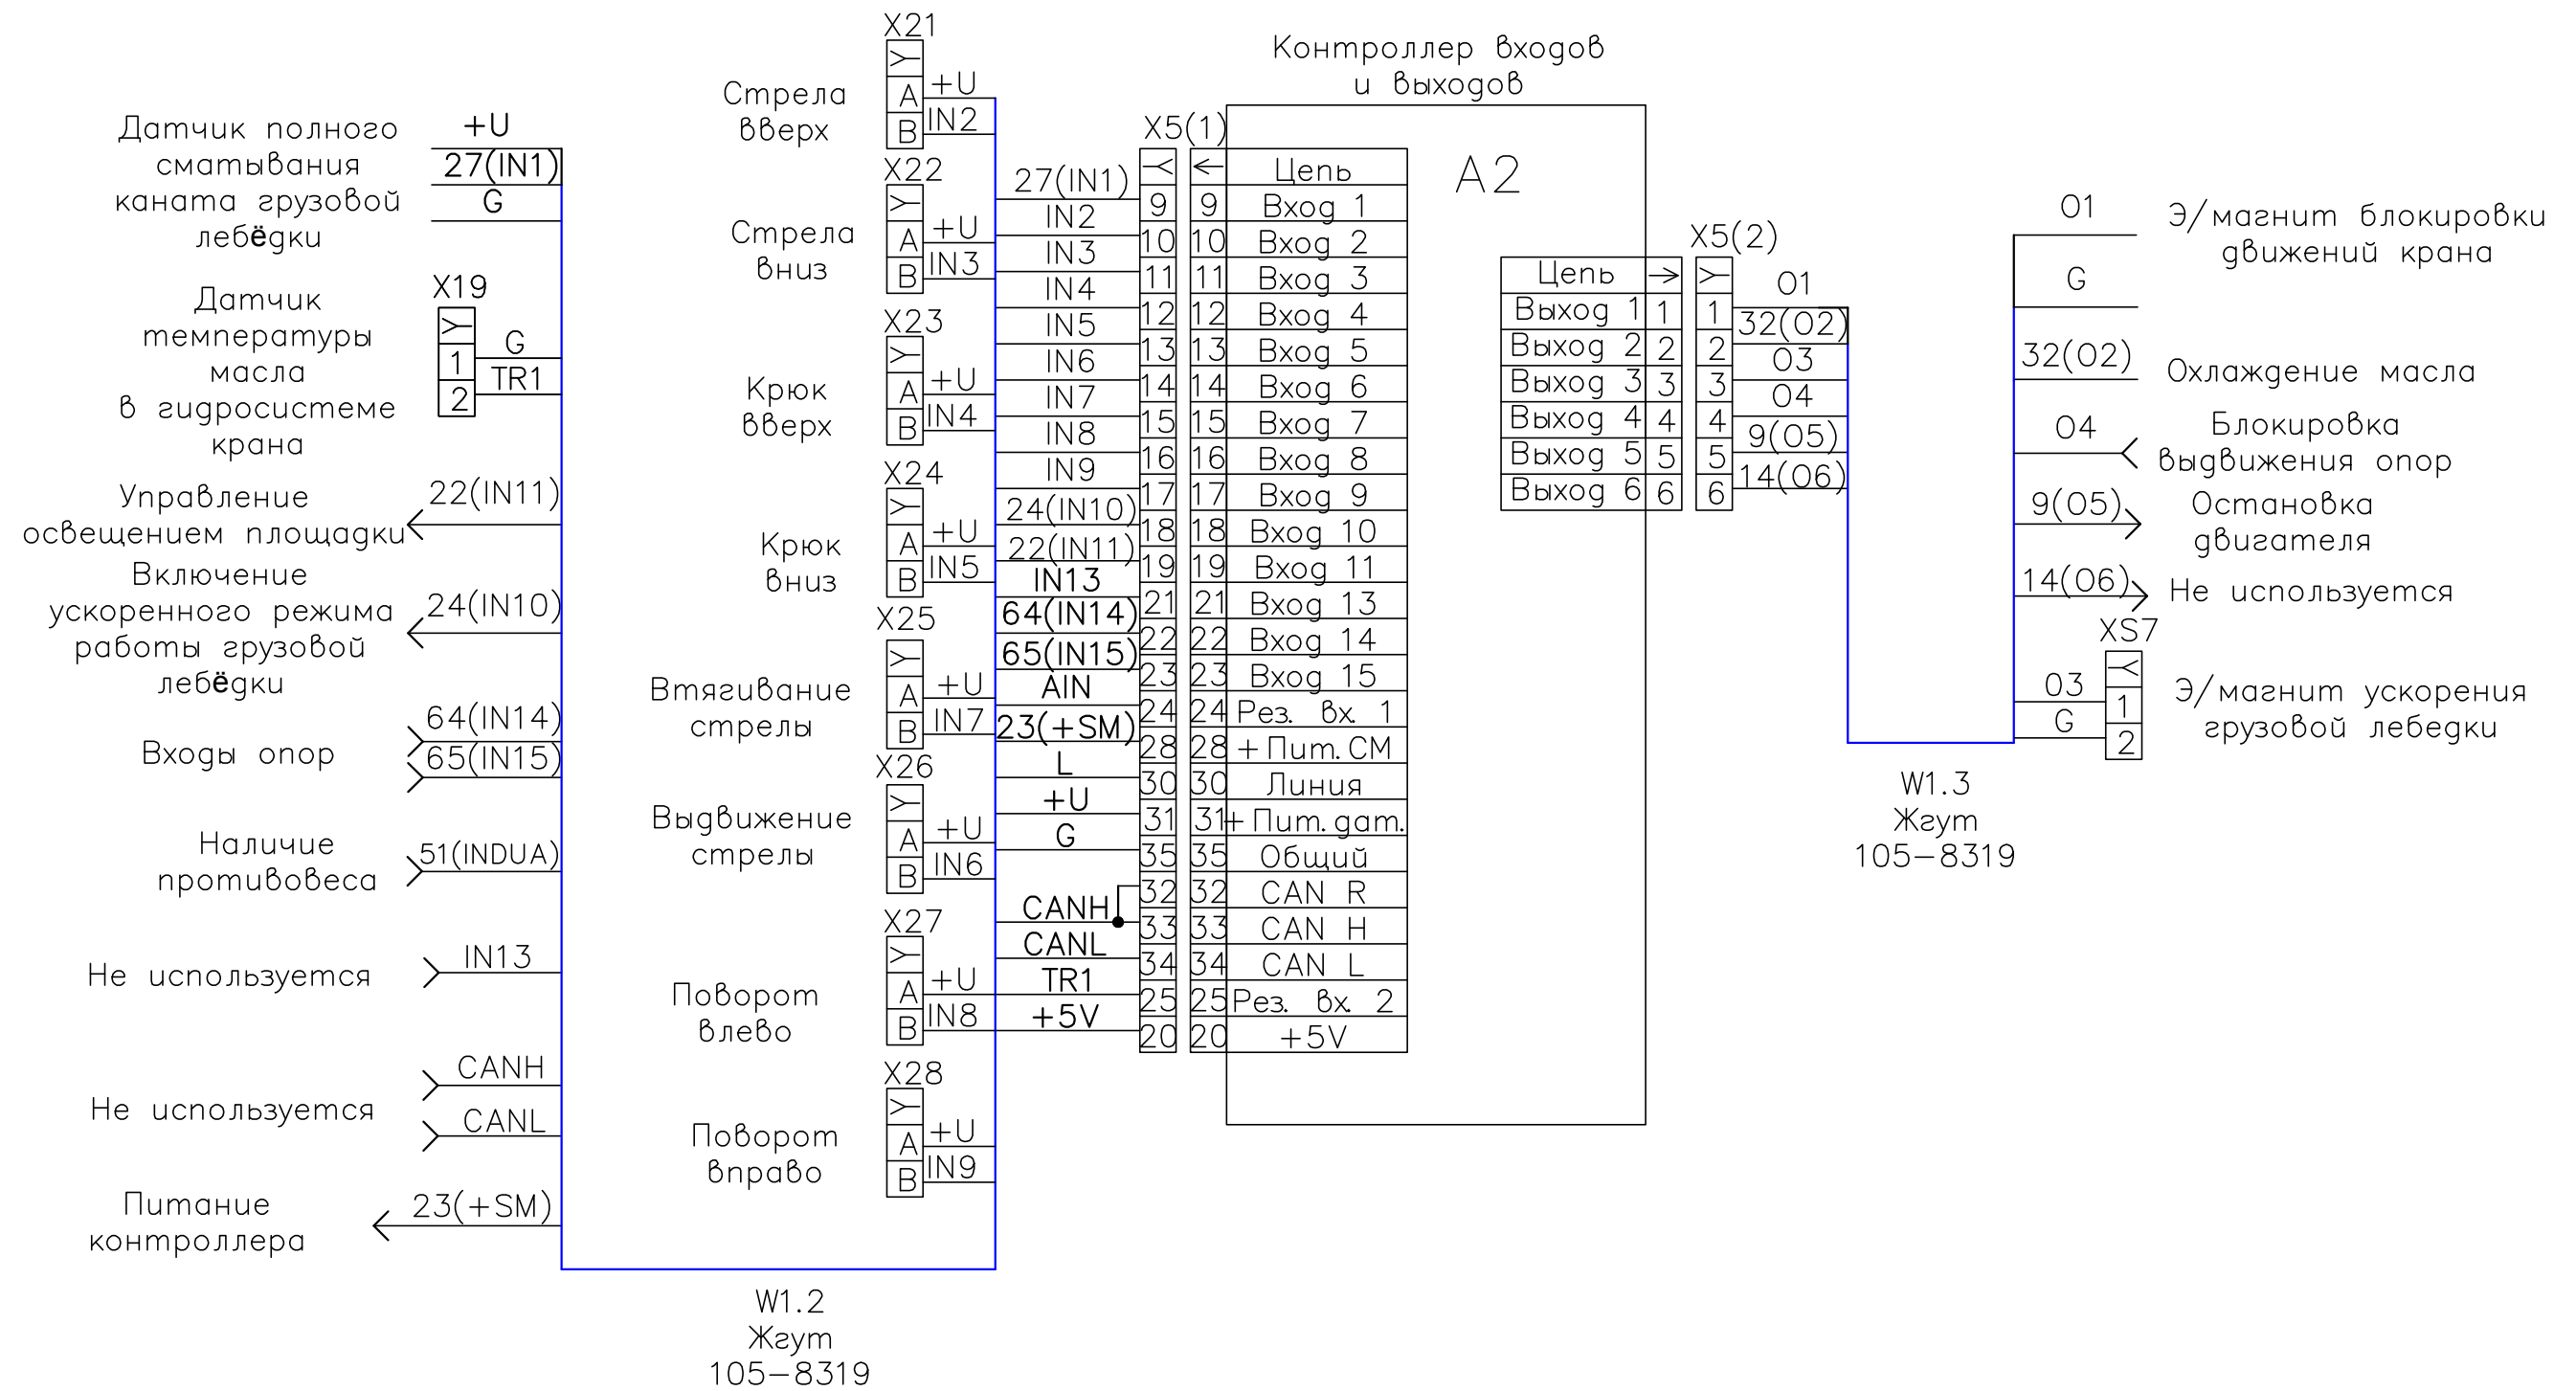 Датчик полного
сматывания
каната грузовой
лебёдки
+U
27(IN1)
G
Датчик
температуры
масла
в гидросистеме
крана
X19
Y
1
2
G
TR1
Управление
освещением площадки
22(IN11)
Включение
ускоренного режима
работы грузовой
лебёдки
24(IN10)
Входы опор
64(IN14)
65(IN15)
Наличие
противовеса
51(INDUA)
Не используется
IN13
Не используется
CANH
CANL
Питание
контроллера
23(+SM)
Стрела
вверх
X21
Y
A +U
B IN2
Стрела
вниз
X22
Y
A +U
B IN3
Крюк
вверх
X23
Y
A +U
B IN4
Крюк
вниз
X24
Y
A +U
B IN5
Втягивание
стрелы
X25
Y
A +U
B IN7
Выдвижение
стрелы
X26
Y
A +U
B IN6
Поворот
влево
X27
Y
A +U
B IN8
Поворот
вправо
X28
Y
A +U
B IN9
W1.2
Жгут
105-8319
Контроллер входов
и выходов
A2
X5(1)
Y ← Цепь
27(IN1) 9 9 Вход 1
IN2 10 10 Вход 2
IN3 11 11 Вход 3
IN4 12 12 Вход 4
IN5 13 13 Вход 5
IN6 14 14 Вход 6
IN7 15 15 Вход 7
IN8 16 16 Вход 8
IN9 17 17 Вход 9
24(IN10) 18 18 Вход 10
22(IN11) 19 19 Вход 11
IN13 21 21 Вход 13
64(IN14) 22 22 Вход 14
65(IN15) 23 23 Вход 15
AIN 24 24 Рез. вх. 1
23(+SM) 28 28 +Пит.СМ
L 30 30 Линия
+U 31 31 +Пит.дат.
G 35 35 Общий
32 32 CAN R
CANH 33 33 CAN H
CANL 34 34 CAN L
TR1 25 25 Рез. вх. 2
+5V 20 20 +5V
X5(2)
Цепь → Y
Выход 1 1 1 O1
Выход 2 2 2 32(O2)
Выход 3 3 3 O3
Выход 4 4 4 O4
Выход 5 5 5 9(O5)
Выход 6 6 6 14(O6)
W1.3
Жгут
105-8319
O1
G
Э/магнит блокировки
движений крана
32(O2)
Охлаждение масла
O4
Блокировка
выдвижения опор
9(O5)
Остановка
двигателя
14(O6)
Не используется
XS7
Y
O3 1
G 2
Э/магнит ускорения
грузовой лебедки